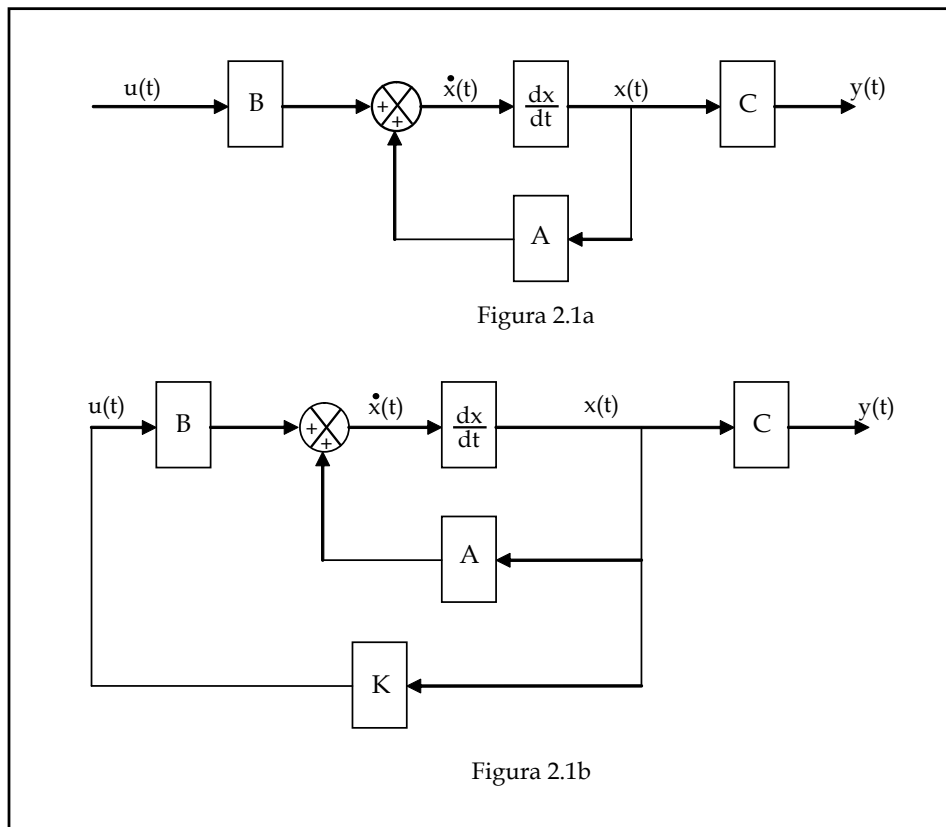 u(t) B + + ẋ(t) dx/dt x(t) C y(t)
A
Figura 2.1a
u(t) B + + ẋ(t) dx/dt x(t) C y(t)
A
K
Figura 2.1b